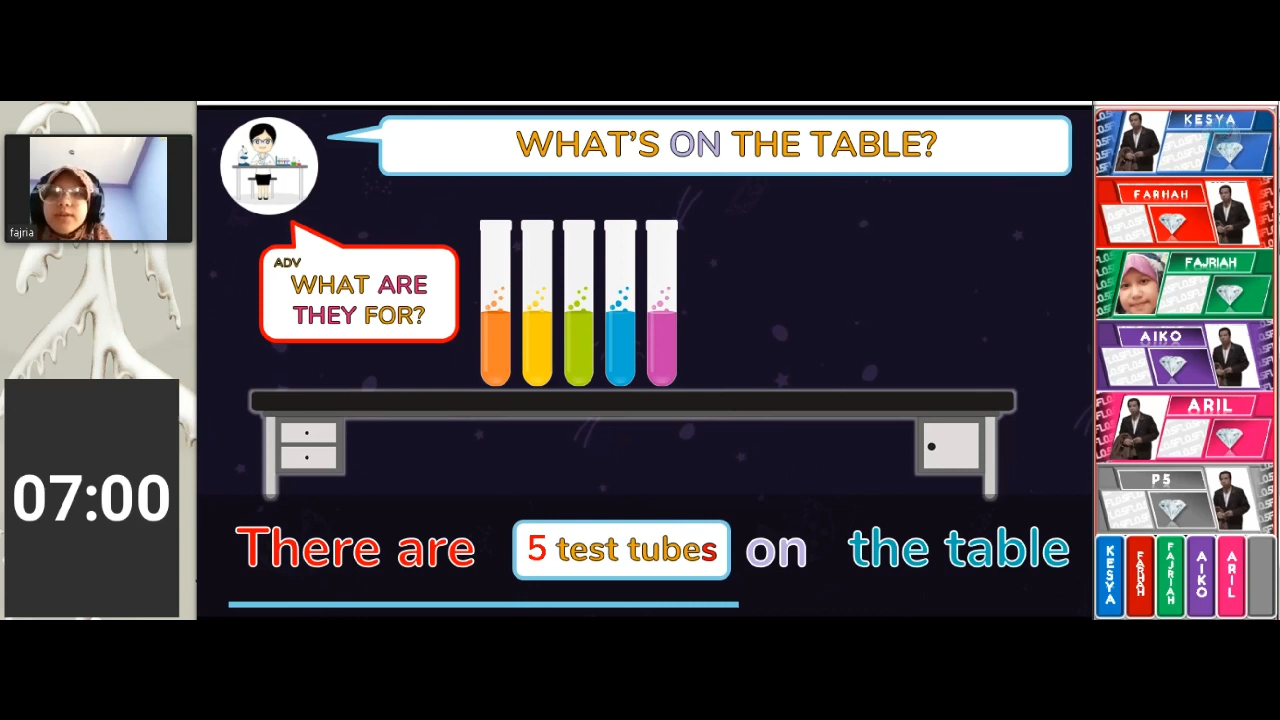 WHAT'S ON THE TABLE?
ADV
WHAT ARE
THEY FOR?
There are 5 test tubes on the table
fajria
07:00
KESYA
FARHAH
FAJRIAH
AIKO
ARIL
P5
KESYA
FARHAH
FAJRIAH
AIKO
ARIL